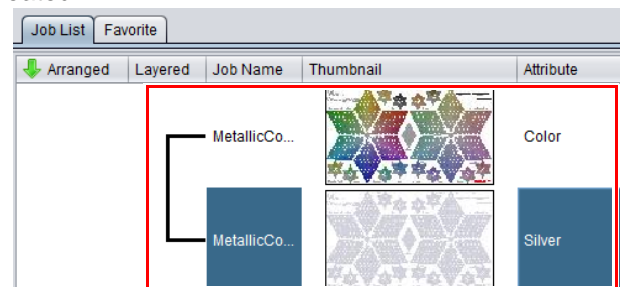 Job List Favorite
Arranged Layered Job Name Thumbnail Attribute
MetallicCo... Color
MetallicCo... Silver